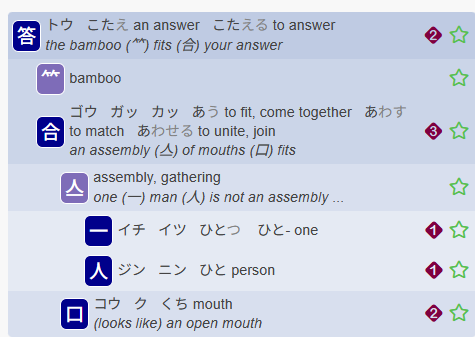 答 トウ こたえ an answer こたえる to answer 2
the bamboo (⺮) fits (合) your answer
⺮ bamboo
ゴウ ガッ カッ あう to fit, come together あわす
合 to match あわせる to unite, join 3
an assembly (亼) of mouths (口) fits
亼 assembly, gathering
one (一) man (人) is not an assembly ...
一 イチ イツ ひとつ ひと- one 1
人 ジン ニン ひと person 1
口 コウ ク くち mouth 2
(looks like) an open mouth